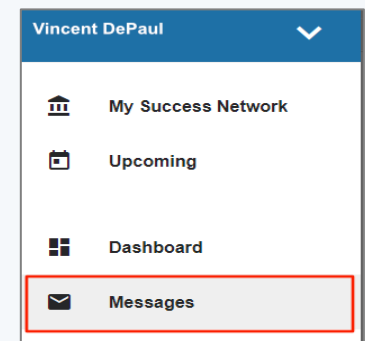 Vincent DePaul
My Success Network
Upcoming
Dashboard
Messages